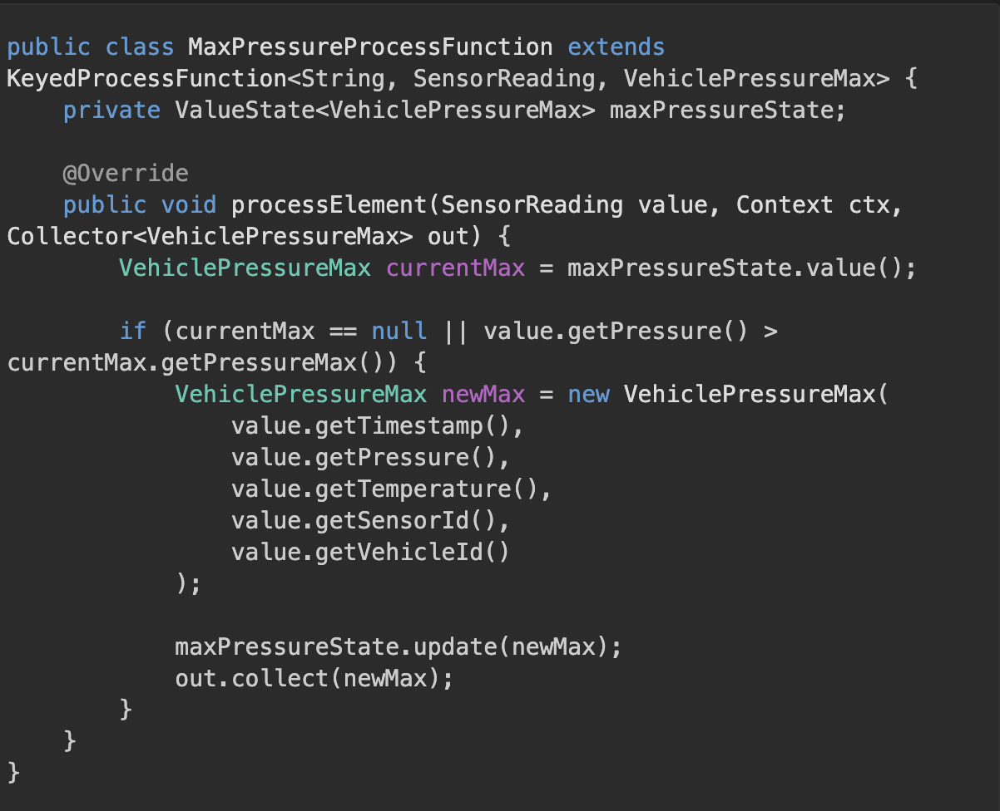 public class MaxPressureProcessFunction extends
KeyedProcessFunction<String, SensorReading, VehiclePressureMax> {
    private ValueState<VehiclePressureMax> maxPressureState;

    @Override
    public void processElement(SensorReading value, Context ctx,
Collector<VehiclePressureMax> out) {
        VehiclePressureMax currentMax = maxPressureState.value();

        if (currentMax == null || value.getPressure() >
currentMax.getPressureMax()) {
            VehiclePressureMax newMax = new VehiclePressureMax(
                value.getTimestamp(),
                value.getPressure(),
                value.getTemperature(),
                value.getSensorId(),
                value.getVehicleId()
            );

            maxPressureState.update(newMax);
            out.collect(newMax);
        }
    }
}